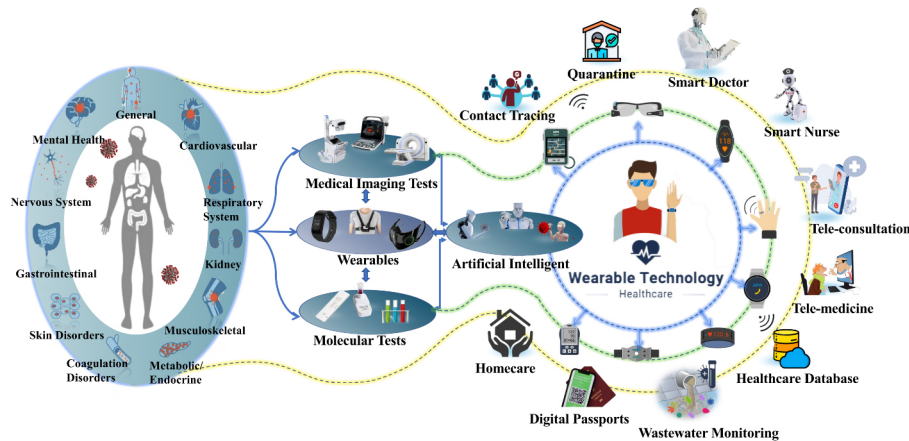 General
Mental Health
Cardiovascular
Nervous System
Respiratory
System
Gastrointestinal
Kidney
Skin Disorders
Musculoskeletal
Coagulation
Disorders
Metabolic/
Endocrine
Medical Imaging Tests
Wearables
Molecular Tests
Artificial Intelligent
Contact Tracing
Quarantine
Smart Doctor
Smart Nurse
Tele-consultation
Tele-medicine
Healthcare Database
Wastewater Monitoring
Digital Passports
Homecare
Wearable Technology
Healthcare
118